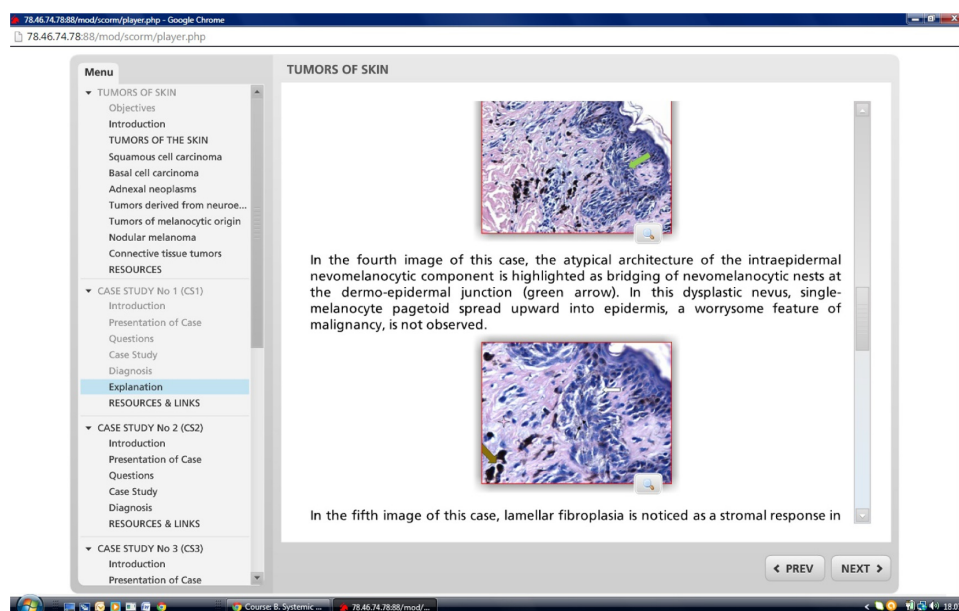 78.46.74.78:88/mod/scorm/player.php - Google Chrome
78.46.74.78:88/mod/scorm/player.php
Menu
TUMORS OF SKIN
Objectives
Introduction
TUMORS OF THE SKIN
Squamous cell carcinoma
Basal cell carcinoma
Adnexal neoplasms
Tumors derived from neuroe...
Tumors of melanocytic origin
Nodular melanoma
Connective tissue tumors
RESOURCES
CASE STUDY No 1 (CS1)
Introduction
Presentation of Case
Questions
Case Study
Diagnosis
Explanation
RESOURCES & LINKS
CASE STUDY No 2 (CS2)
Introduction
Presentation of Case
Questions
Case Study
Diagnosis
RESOURCES & LINKS
CASE STUDY No 3 (CS3)
Introduction
Presentation of Case
TUMORS OF SKIN
In the fourth image of this case, the atypical architecture of the intraepidermal
nevomelanocytic component is highlighted as bridging of nevomelanocytic nests at
the dermo-epidermal junction (green arrow). In this dysplastic nevus, single-
melanocyte pagetoid spread upward into epidermis, a worrysome feature of
malignancy, is not observed.
In the fifth image of this case, lamellar fibroplasia is noticed as a stromal response in
PREV
NEXT
Course: B. Systemic ...
78.46.74.78:88/mod/...